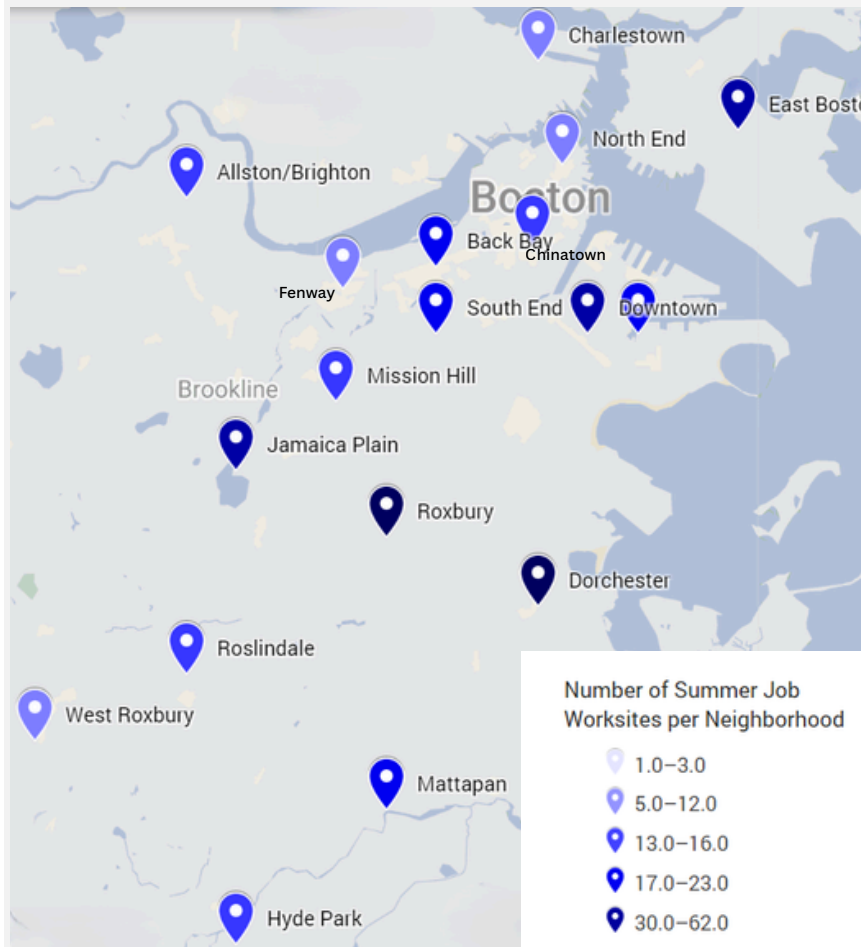 Charlestown
East Bost
North End
Allston/Brighton
Boston
Back Bay
Chinatown
Fenway
South End
Downtown
Mission Hill
Brookline
Jamaica Plain
Roxbury
Dorchester
Roslindale
West Roxbury
Mattapan
Hyde Park
Number of Summer Job
Worksites per Neighborhood
1.0–3.0
5.0–12.0
13.0–16.0
17.0–23.0
30.0–62.0